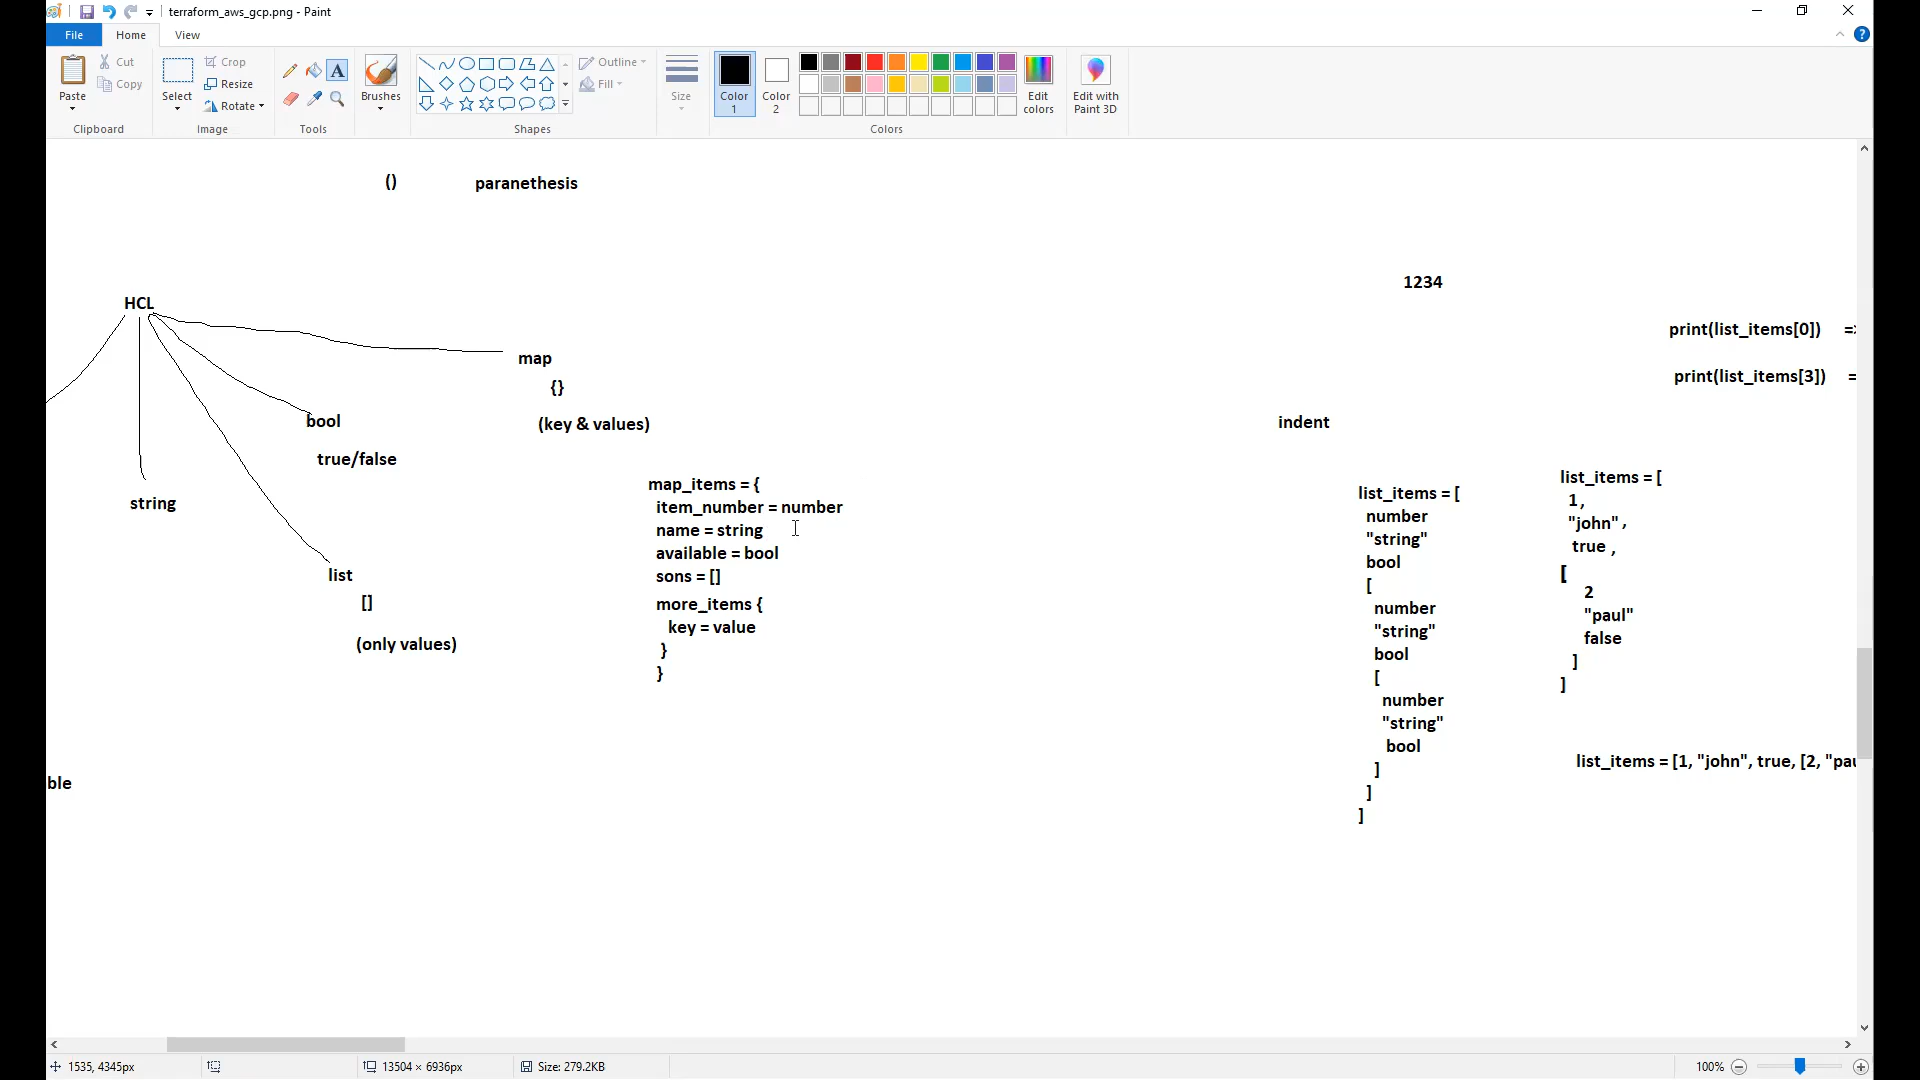 terraform_aws_gcp.png - Paint
File
Home
View
Paste
Cut
Copy
Clipboard
Select
Crop
Resize
Rotate
Image
A
Tools
Brushes
Outline
Fill
Shapes
Size
Color
1
Color
2
Edit
colors
Edit with
Paint 3D
Colors
?
() paranethesis
1234
HCL
print(list_items[0]) =>
map
print(list_items[3]) =
{}
bool
(key & values)
indent
true/false
string
map_items = {
item_number = number
name = string
available = bool
sons = []
more_items {
key = value
}
}
list
[]
(only values)
list_items = [
number
"string"
bool
[
number
"string"
bool
[
number
"string"
bool
]
]
]
list_items = [
1 ,
"john" ,
true ,
[
2
"paul"
false
]
]
list_items = [1, "john", true, [2, "pau
ble
1535, 4345px
13504 × 6936px
Size: 279.2KB
100%